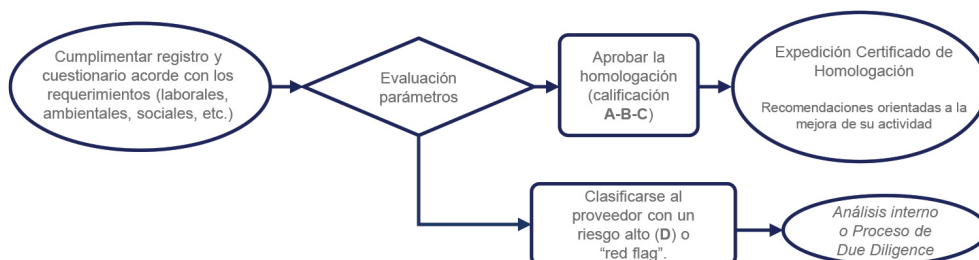 Cumplimentar registro y
cuestionario acorde con los
requerimientos (laborales,
ambientales, sociales, etc.)
Evaluación
parámetros
Aprobar la
homologación
(calificación
A-B-C)
Expedición Certificado de
Homologación
Recomendaciones orientadas a la
mejora de su actividad
Clasificarse al
proveedor con un
riesgo alto (D) o
“red flag”.
Análisis interno
o Proceso de
Due Diligence